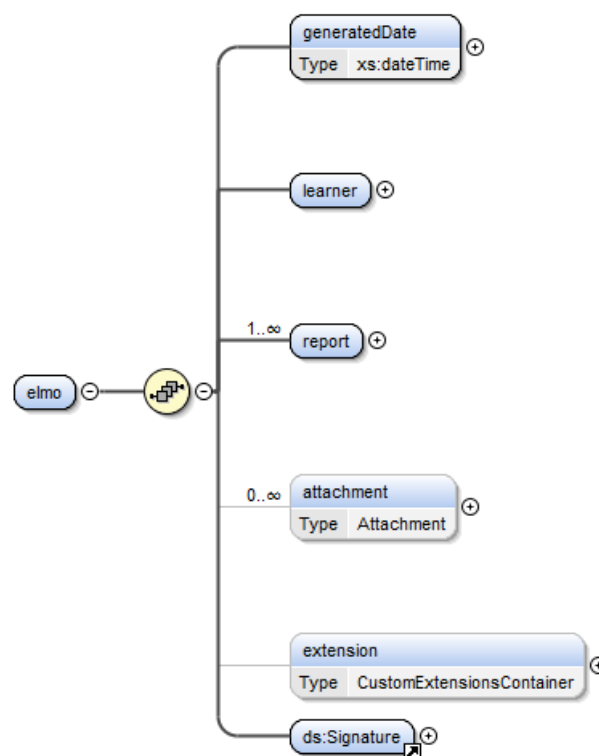 generatedDate
Type xs:dateTime
learner
1..∞
report
elmo
0..∞
attachment
Type Attachment
extension
Type CustomExtensionsContainer
ds:Signature